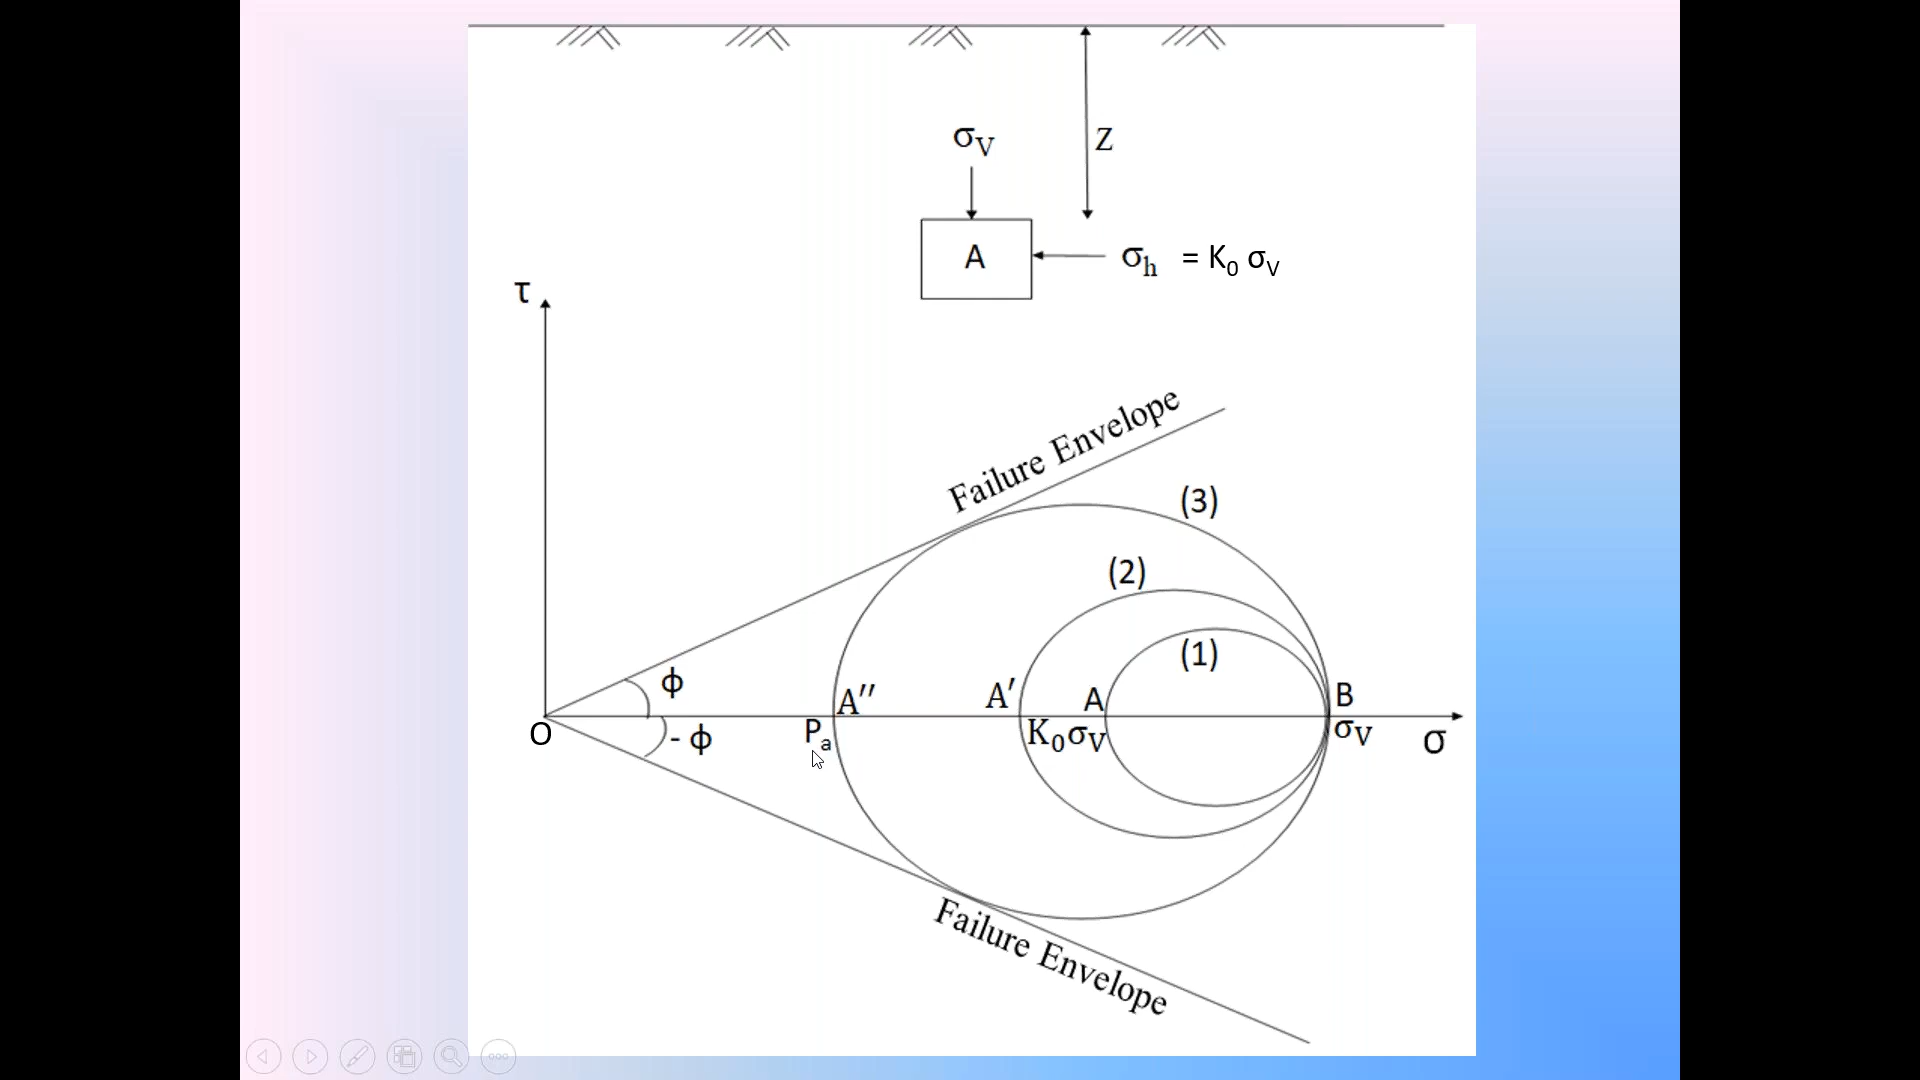 σV
Z
A
σh = K0 σV
τ
Failure Envelope
(3)
(2)
(1)
ϕ
A′′
A′
A
B
O
- ϕ
Pa
K0σV
σV
σ
Failure Envelope